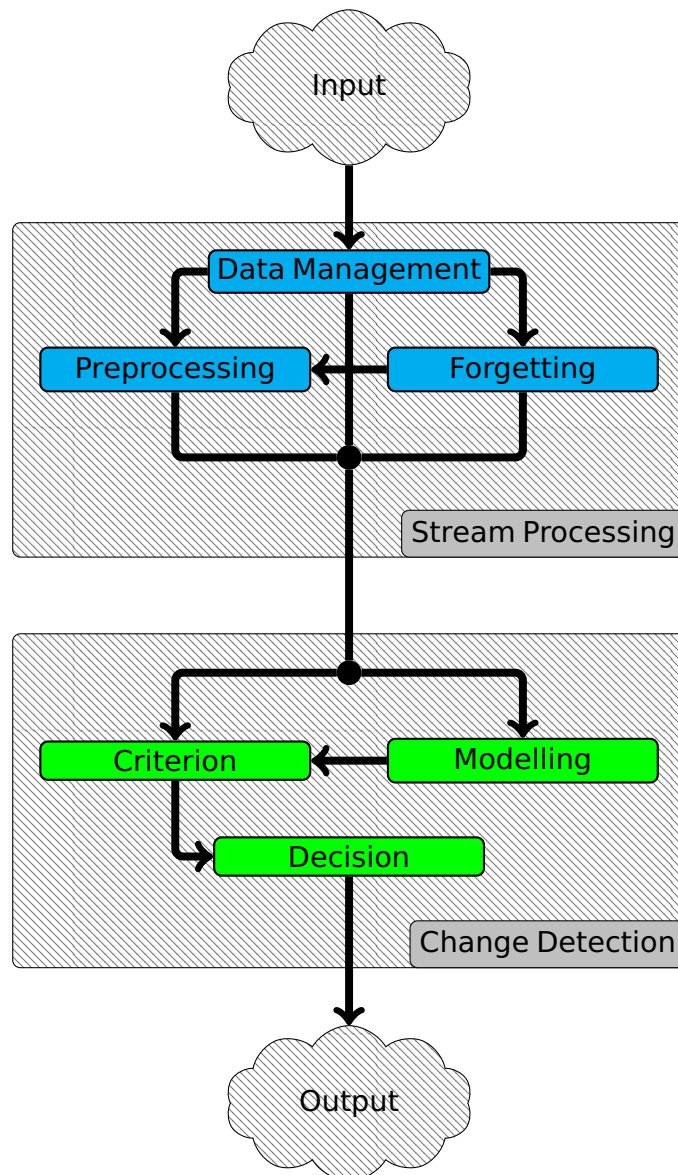 Input
Data Management
Preprocessing
Forgetting
Stream Processing
Criterion
Modelling
Decision
Change Detection
Output